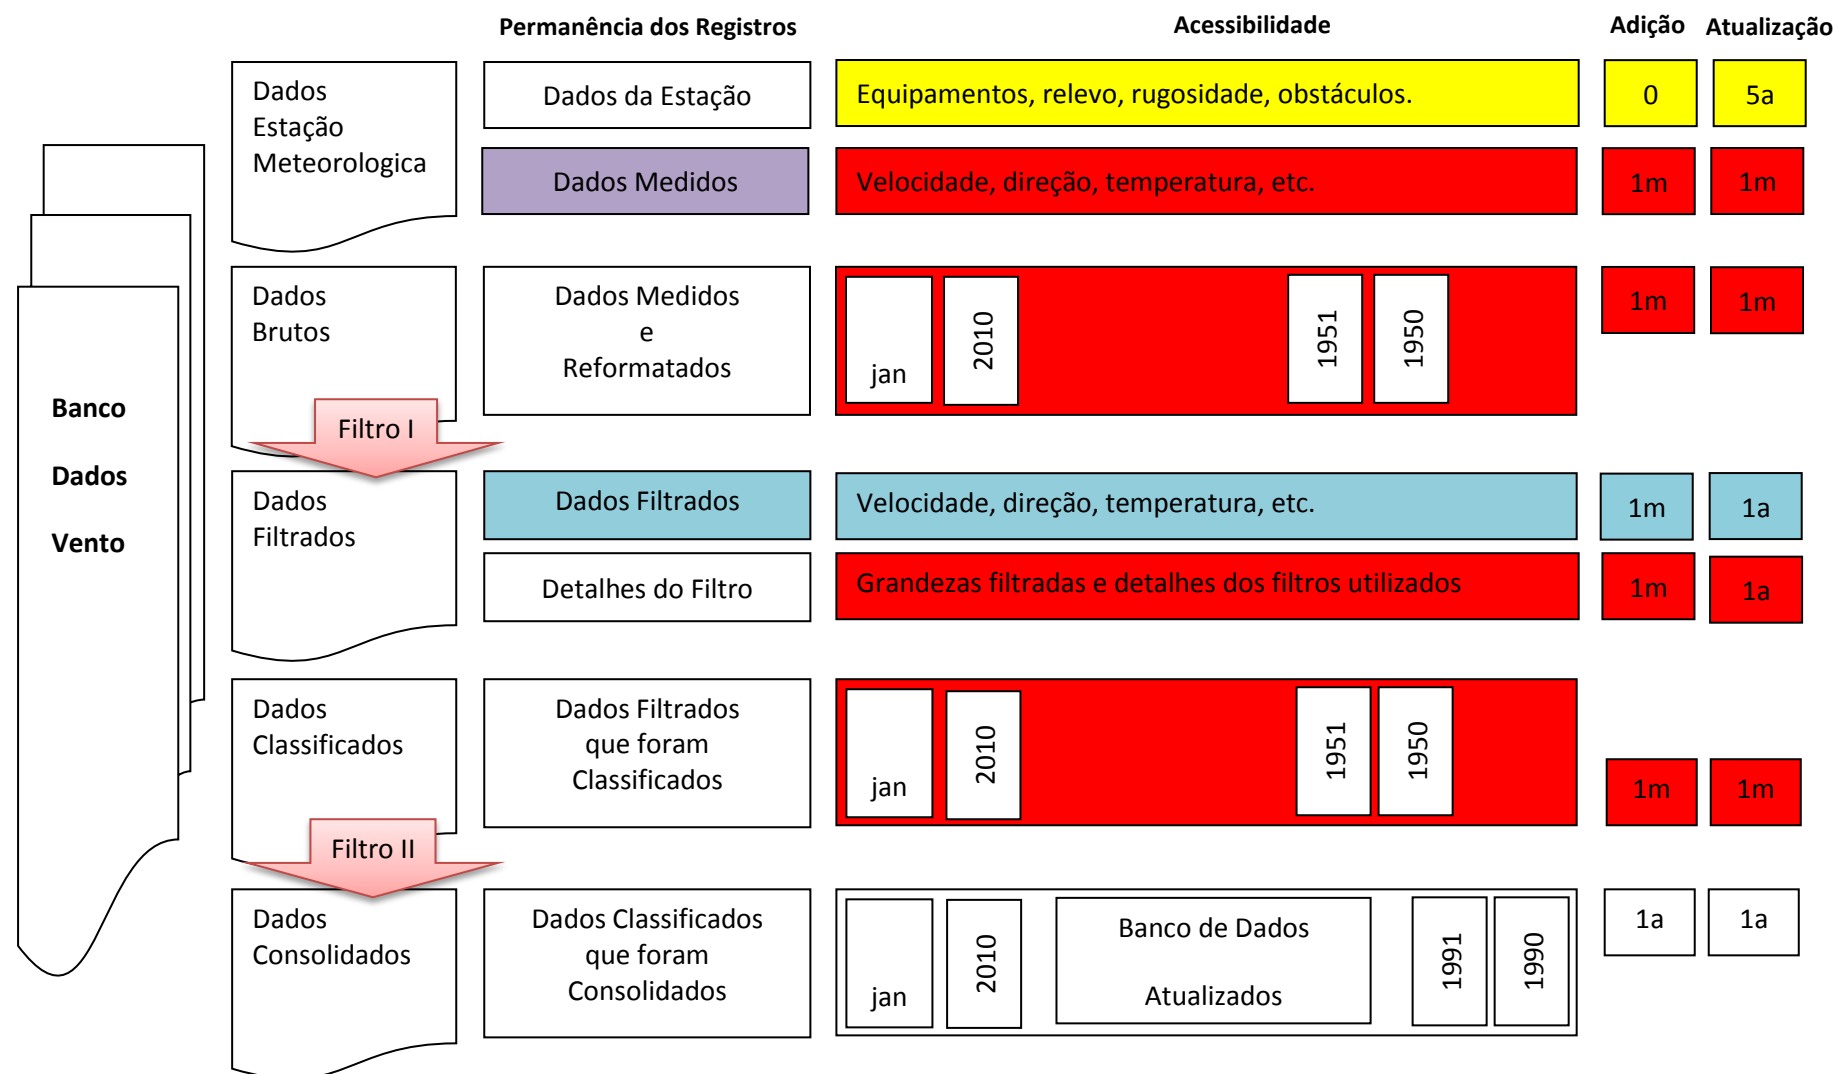 Permanência dos Registros
Acessibilidade
Adição
Atualização
Banco
Dados
Vento
Dados
Estação
Meteorologica
Dados da Estação
Equipamentos, relevo, rugosidade, obstáculos.
0
5a
Dados Medidos
Velocidade, direção, temperatura, etc.
1m
1m
Dados
Brutos
Dados Medidos
e
Reformatados
jan
2010
1951
1950
1m
1m
Filtro I
Dados
Filtrados
Dados Filtrados
Velocidade, direção, temperatura, etc.
1m
1a
Detalhes do Filtro
Grandezas filtradas e detalhes dos filtros utilizados
1m
1a
Dados
Classificados
Dados Filtrados
que foram
Classificados
jan
2010
1951
1950
1m
1m
Filtro II
Dados
Consolidados
Dados Classificados
que foram
Consolidados
jan
2010
Banco de Dados
Atualizados
1991
1990
1a
1a